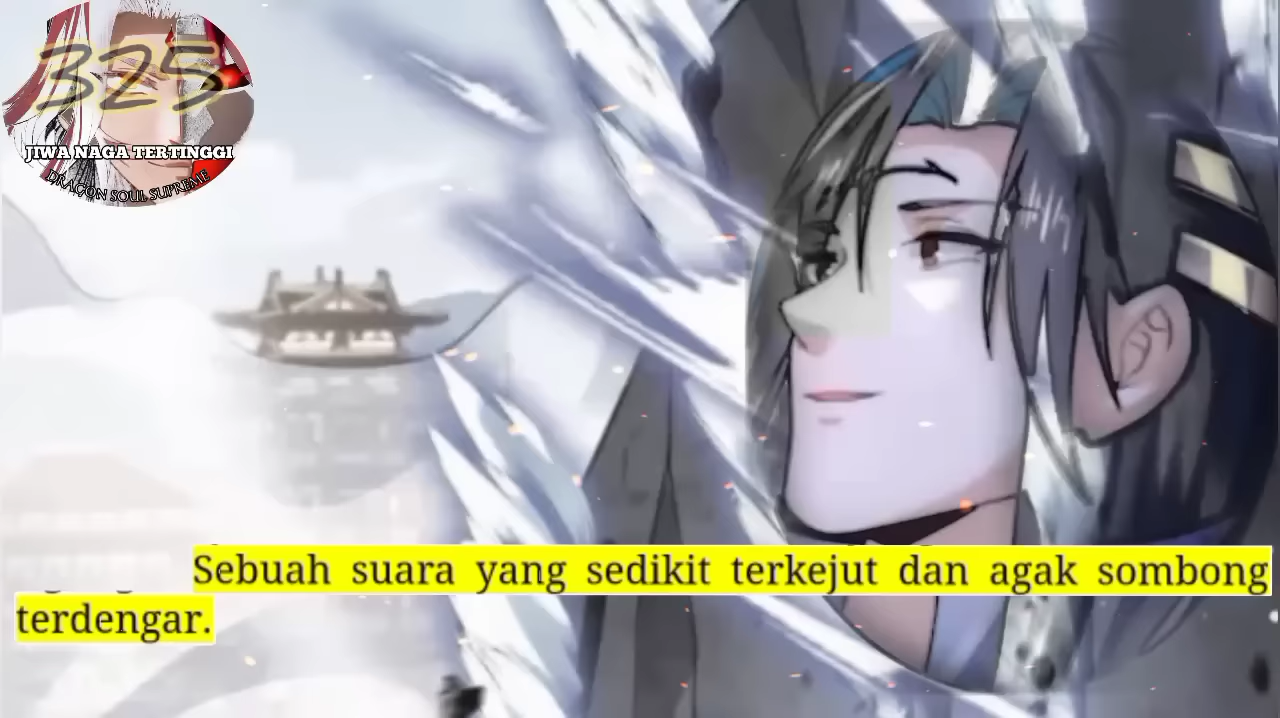 325
JIWA NAGA TERTINGGI
DRAGON SOUL SUPREME
Sebuah suara yang sedikit terkejut dan agak sombong
terdengar.